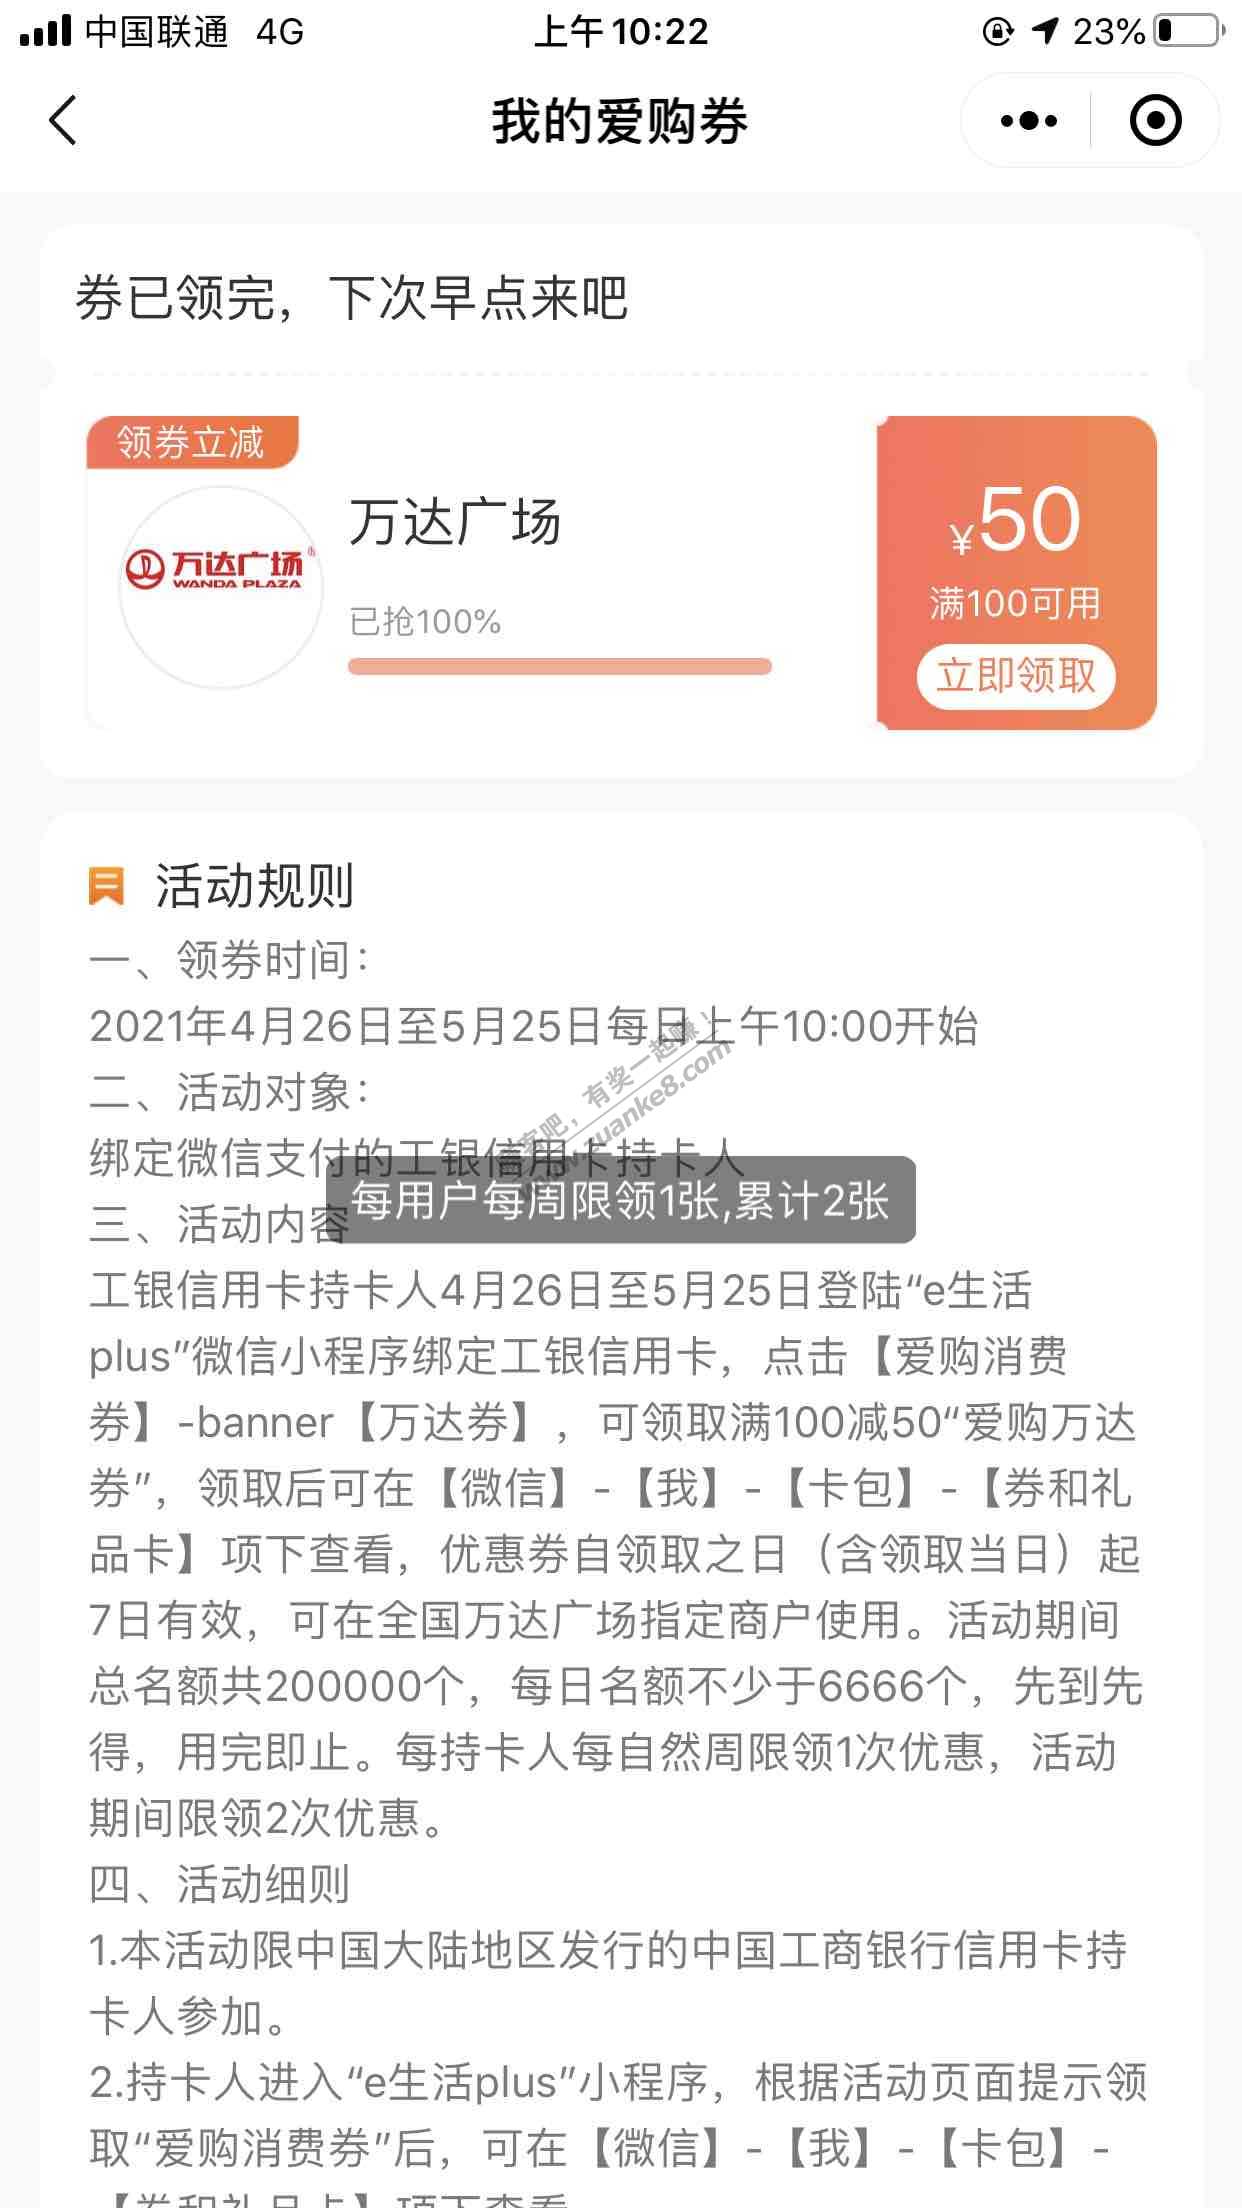 中国联通 4G 上午10:22 23%
我的爱购券
券已领完，下次早点来吧
领券立减
万达广场
WANDA PLAZA
万达广场
已抢100%
¥50
满100可用
立即领取
活动规则
一、领券时间：
2021年4月26日至5月25日每日上午10:00开始
二、活动对象：
绑定微信支付的工银信用卡持卡人
赚客吧，有奖一起赚！
www.zuanke8.com
每用户每周限领1张,累计2张
三、活动内容
工银信用卡持卡人4月26日至5月25日登陆“e生活
plus”微信小程序绑定工银信用卡，点击【爱购消费
券】-banner【万达券】，可领取满100减50“爱购万达
券”，领取后可在【微信】-【我】-【卡包】-【券和礼
品卡】项下查看，优惠券自领取之日（含领取当日）起
7日有效，可在全国万达广场指定商户使用。活动期间
总名额共200000个，每日名额不少于6666个，先到先
得，用完即止。每持卡人每自然周限领1次优惠，活动
期间限领2次优惠。
四、活动细则
1.本活动限中国大陆地区发行的中国工商银行信用卡持
卡人参加。
2.持卡人进入“e生活plus”小程序，根据活动页面提示领
取“爱购消费券”后，可在【微信】-【我】-【卡包】-
【券和礼品卡】项下查看